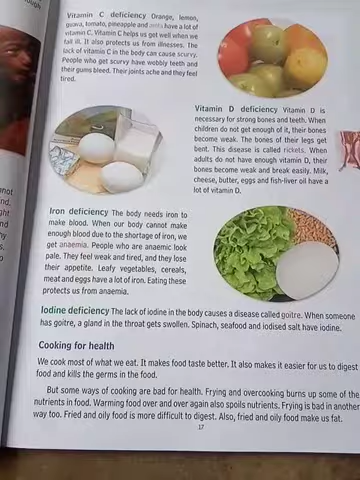 ough
Vitamin C deficiency Orange, lemon,
guava, tomato, pineapple and amla have a lot of
vitamin C. Vitamin C helps us get well when we
fall ill. It also protects us from illnesses. The
lack of vitamin C in the body can cause scurvy.
People who get scurvy have wobbly teeth and
their gums bleed. Their joints ache and they feel
tired.
Vitamin D deficiency Vitamin D is
necessary for strong bones and teeth. When
children do not get enough of it, their bones
become weak. The bones of their legs get
bent. This disease is called rickets. When
adults do not have enough vitamin D, their
bones become weak and break easily. Milk,
cheese, butter, eggs and fish-liver oil have a
lot of vitamin D.
Iron deficiency The body needs iron to
make blood. When our body cannot make
enough blood due to the shortage of iron, we
get anaemia. People who are anaemic look
pale. They feel weak and tired, and they lose
their appetite. Leafy vegetables, cereals,
meat and eggs have a lot of iron. Eating these
protects us from anaemia.
Iodine deficiency The lack of iodine in the body causes a disease called goitre. When someone
has goitre, a gland in the throat gets swollen. Spinach, seafood and iodised salt have iodine.
Cooking for health
We cook most of what we eat. It makes food taste better. It also makes it easier for us to digest
food and kills the germs in the food.
But some ways of cooking are bad for health. Frying and overcooking burns up some of the
nutrients in food. Warming food over and over again also spoils nutrients. Frying is bad in another
way too. Fried and oily food is more difficult to digest. Also, fried and oily food make us fat.
17